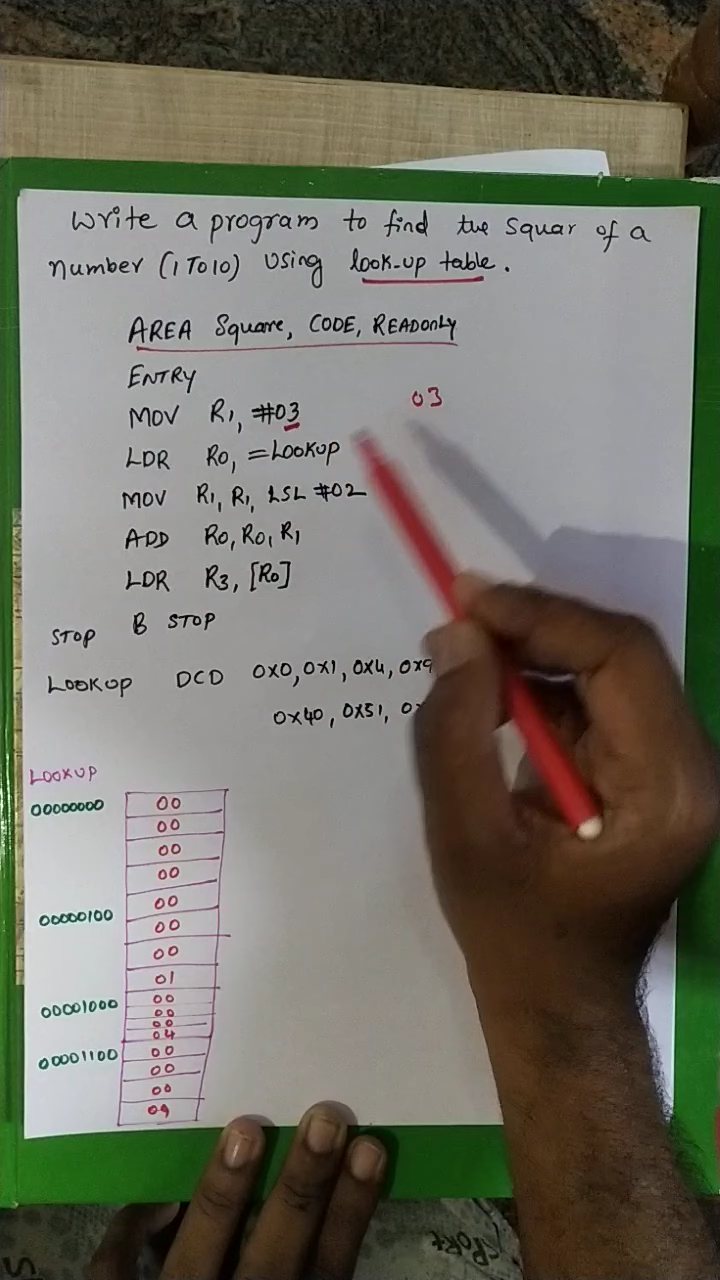 Write a program to find the Squar of a
number (1 TO 10) using look-up table.
AREA Square, CODE, READonLY
ENTRY
MOV R1, #03
03
LDR R0, =LOOKUP
MOV R1, R1, LSL #02
ADD R0, R0, R1
LDR R3, [R0]
STOP B STOP
LOOKUP DCD 0X0, 0X1, 0X4, 0X9
0X40, 0X51,
LOOKUP
00000000 00
00
00
00
00000100 00
00
00
01
00001000 00
00
00
04
00001100 00
00
00
09